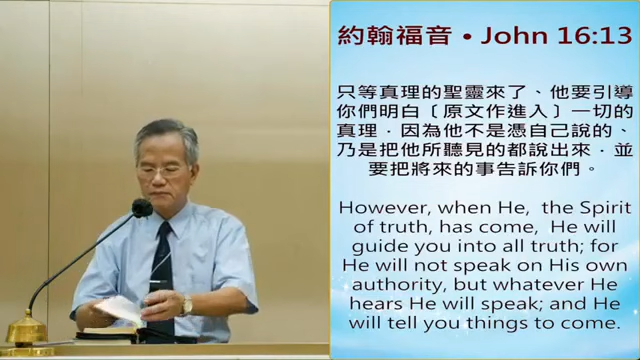 約翰福音 • John 16:13
只等真理的聖靈來了、他要引導
你們明白〔原文作進入〕一切的
真理．因為他不是憑自己說的、
乃是把他所聽見的都說出來．並
要把將來的事告訴你們。
However, when He,  the Spirit
of truth, has come,  He will
guide you into all truth; for
He will not speak on His own
authority, but whatever He
hears He will speak; and He
will tell you things to come.